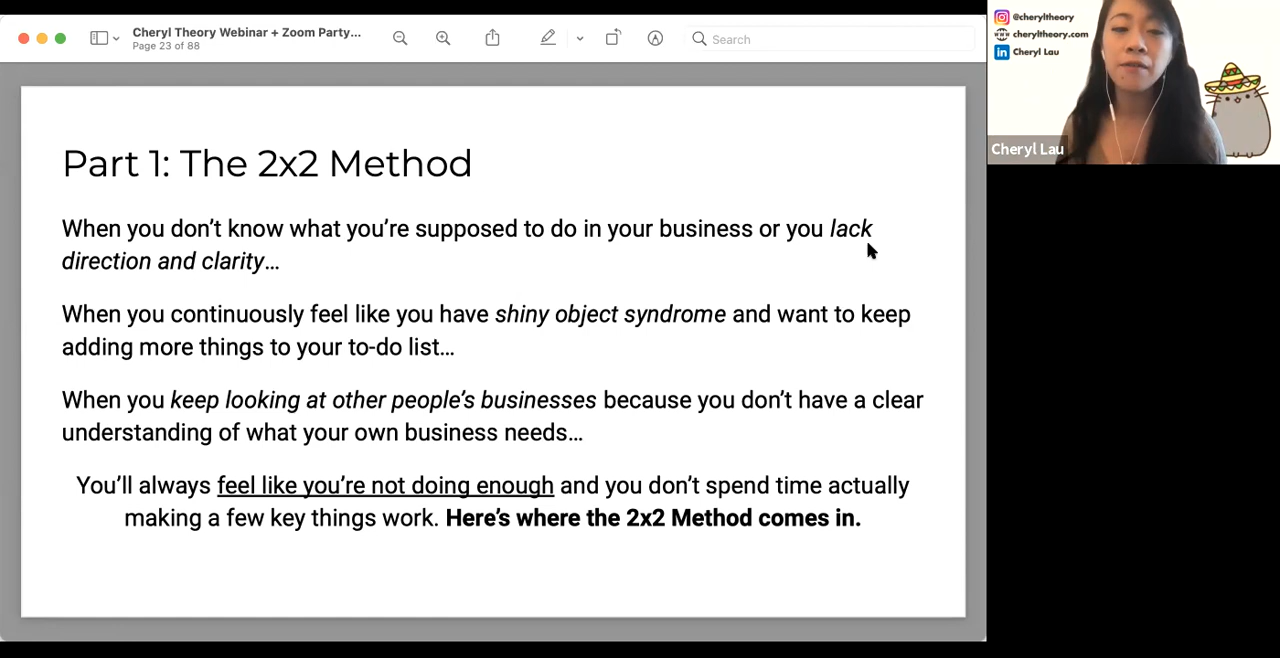 Cheryl Theory Webinar + Zoom Party...
Page 23 of 88
Search
@cheryltheory
cheryltheory.com
in Cheryl Lau
Cheryl Lau
Part 1: The 2x2 Method
When you don’t know what you’re supposed to do in your business or you lack
direction and clarity...
When you continuously feel like you have shiny object syndrome and want to keep
adding more things to your to-do list...
When you keep looking at other people’s businesses because you don’t have a clear
understanding of what your own business needs...
You’ll always feel like you’re not doing enough and you don’t spend time actually
making a few key things work. Here’s where the 2x2 Method comes in.